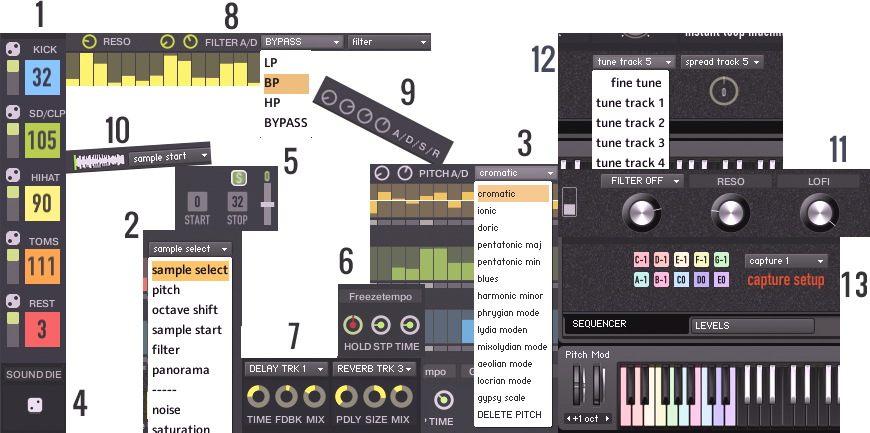 1
KICK
32
SD/CLP
105
HIHAT
90
TOMS
111
REST
3
SOUND DIE
4
8
RESO
FILTER A/D
BYPASS
filter
LP
BP
HP
BYPASS
9
A/D/S/R
10
sample start
5
S
0
0
32
START
STOP
2
sample select
sample select
pitch
octave shift
sample start
filter
panorama
-----
noise
saturation
6
Freezetempo
HOLD STP TIME
7
DELAY TRK 1
REVERB TRK 3
TIME FDBK MIX
PDLY SIZE MIX
3
PITCH A/D
cromatic
cromatic
ionic
doric
pentatonic maj
pentatonic min
blues
harmonic minor
phrygian mode
lydia moden
mixolydian mode
aeolian mode
locrian mode
gypsy scale
DELETE PITCH
TIME
12
tune track 5
spread track 5
0
fine tune
tune track 1
tune track 2
tune track 3
tune track 4
11
FILTER OFF
RESO
LOFI
13
C-1 D-1 E-1 F-1 G-1
A-1 B-1 C0 D0 E0
capture 1
capture setup
SEQUENCER
LEVELS
Pitch Mod
+1 oct